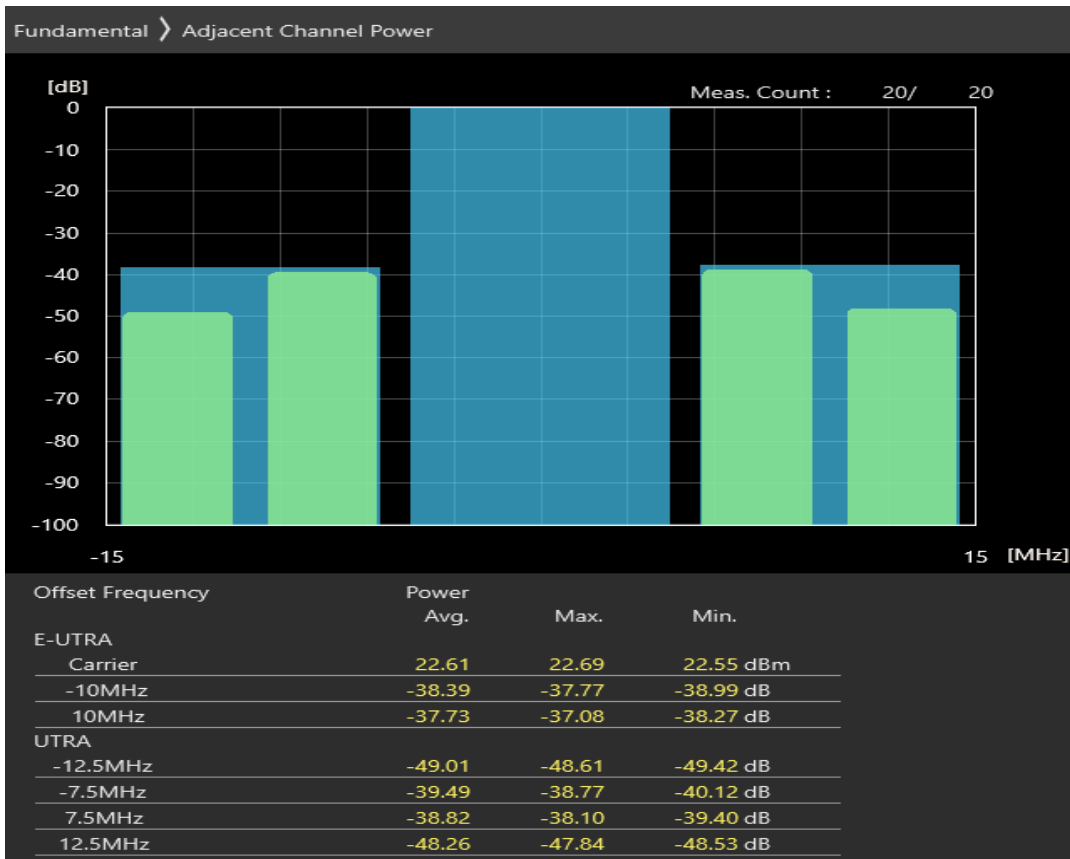 Fundamental 〉 Adjacent Channel Power
[dB]
Meas. Count : 20/ 20
0
-10
-20
-30
-40
-50
-60
-70
-80
-90
-100
-15 15 [MHz]
Offset Frequency Power
Avg. Max. Min.
E-UTRA
Carrier 22.61 22.69 22.55 dBm
-10MHz -38.39 -37.77 -38.99 dB
10MHz -37.73 -37.08 -38.27 dB
UTRA
-12.5MHz -49.01 -48.61 -49.42 dB
-7.5MHz -39.49 -38.77 -40.12 dB
7.5MHz -38.82 -38.10 -39.40 dB
12.5MHz -48.26 -47.84 -48.53 dB